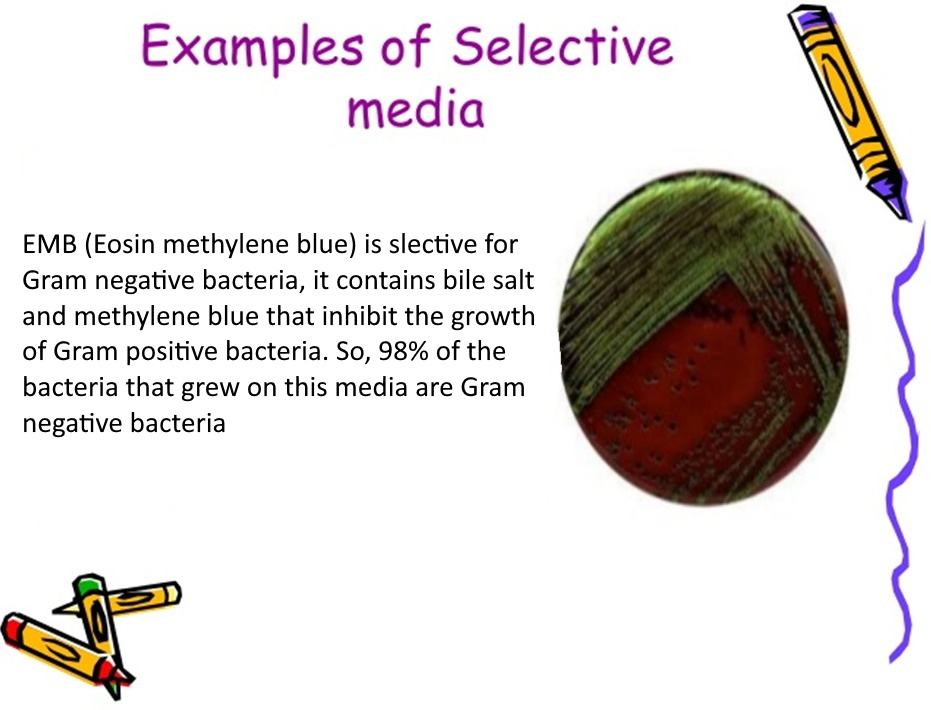 Examples of Selective
media
EMB (Eosin methylene blue) is slective for
Gram negative bacteria, it contains bile salt
and methylene blue that inhibit the growth
of Gram positive bacteria. So, 98% of the
bacteria that grew on this media are Gram
negative bacteria